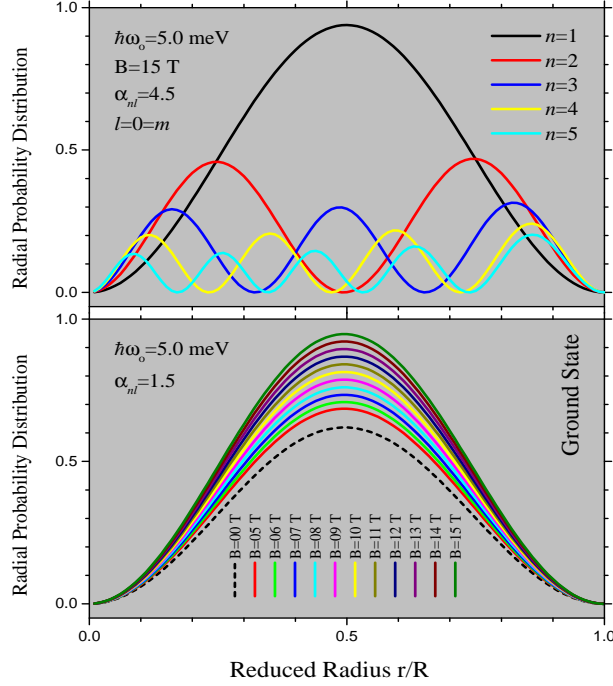 1.0
ℏω₀=5.0 meV
B=15 T
αₙₗ=4.5
l=0=m
n=1
n=2
n=3
n=4
n=5
0.5
0.0
Radial Probability Distribution
1.0
ℏω₀=5.0 meV
αₙₗ=1.5
Ground State
0.5
B=00 T
B=05 T
B=06 T
B=07 T
B=08 T
B=09 T
B=10 T
B=11 T
B=12 T
B=13 T
B=14 T
B=15 T
0.0
Radial Probability Distribution
0.0
0.5
1.0
Reduced Radius r/R